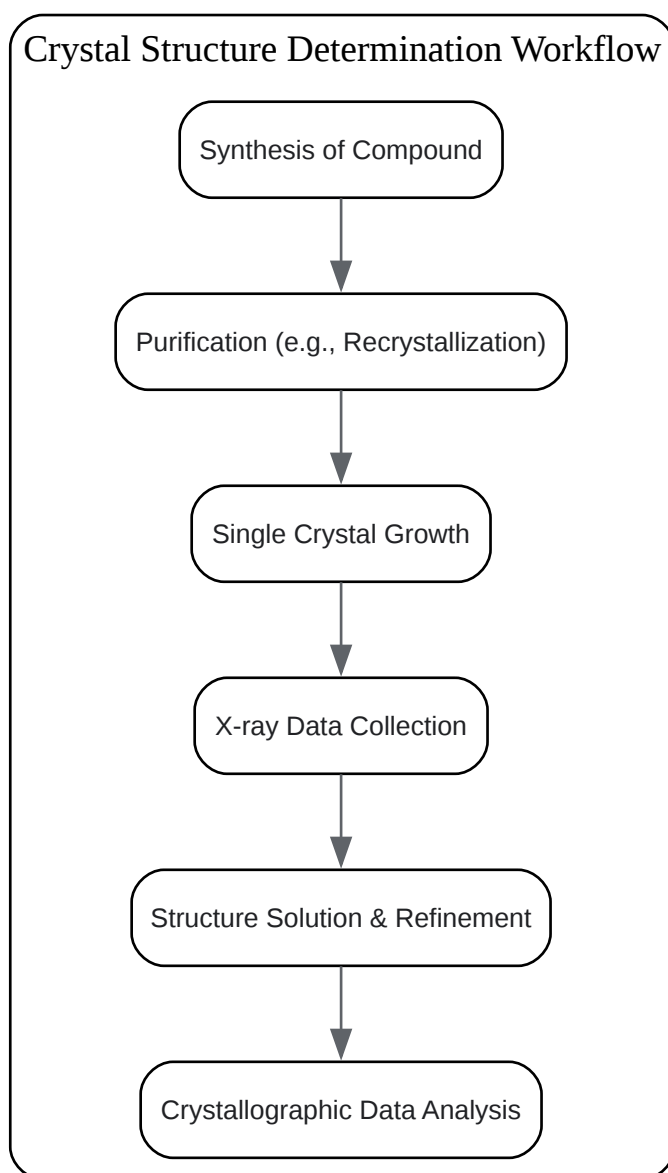 Crystal Structure Determination Workflow
Synthesis of Compound
Purification (e.g., Recrystallization)
Single Crystal Growth
X-ray Data Collection
Structure Solution & Refinement
Crystallographic Data Analysis